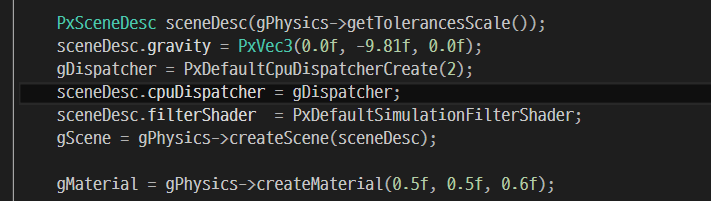 PxSceneDesc sceneDesc(gPhysics->getTolerancesScale());
sceneDesc.gravity = PxVec3(0.0f, -9.81f, 0.0f);
gDispatcher = PxDefaultCpuDispatcherCreate(2);
sceneDesc.cpuDispatcher = gDispatcher;
sceneDesc.filterShader  = PxDefaultSimulationFilterShader;
gScene = gPhysics->createScene(sceneDesc);
gMaterial = gPhysics->createMaterial(0.5f, 0.5f, 0.6f);